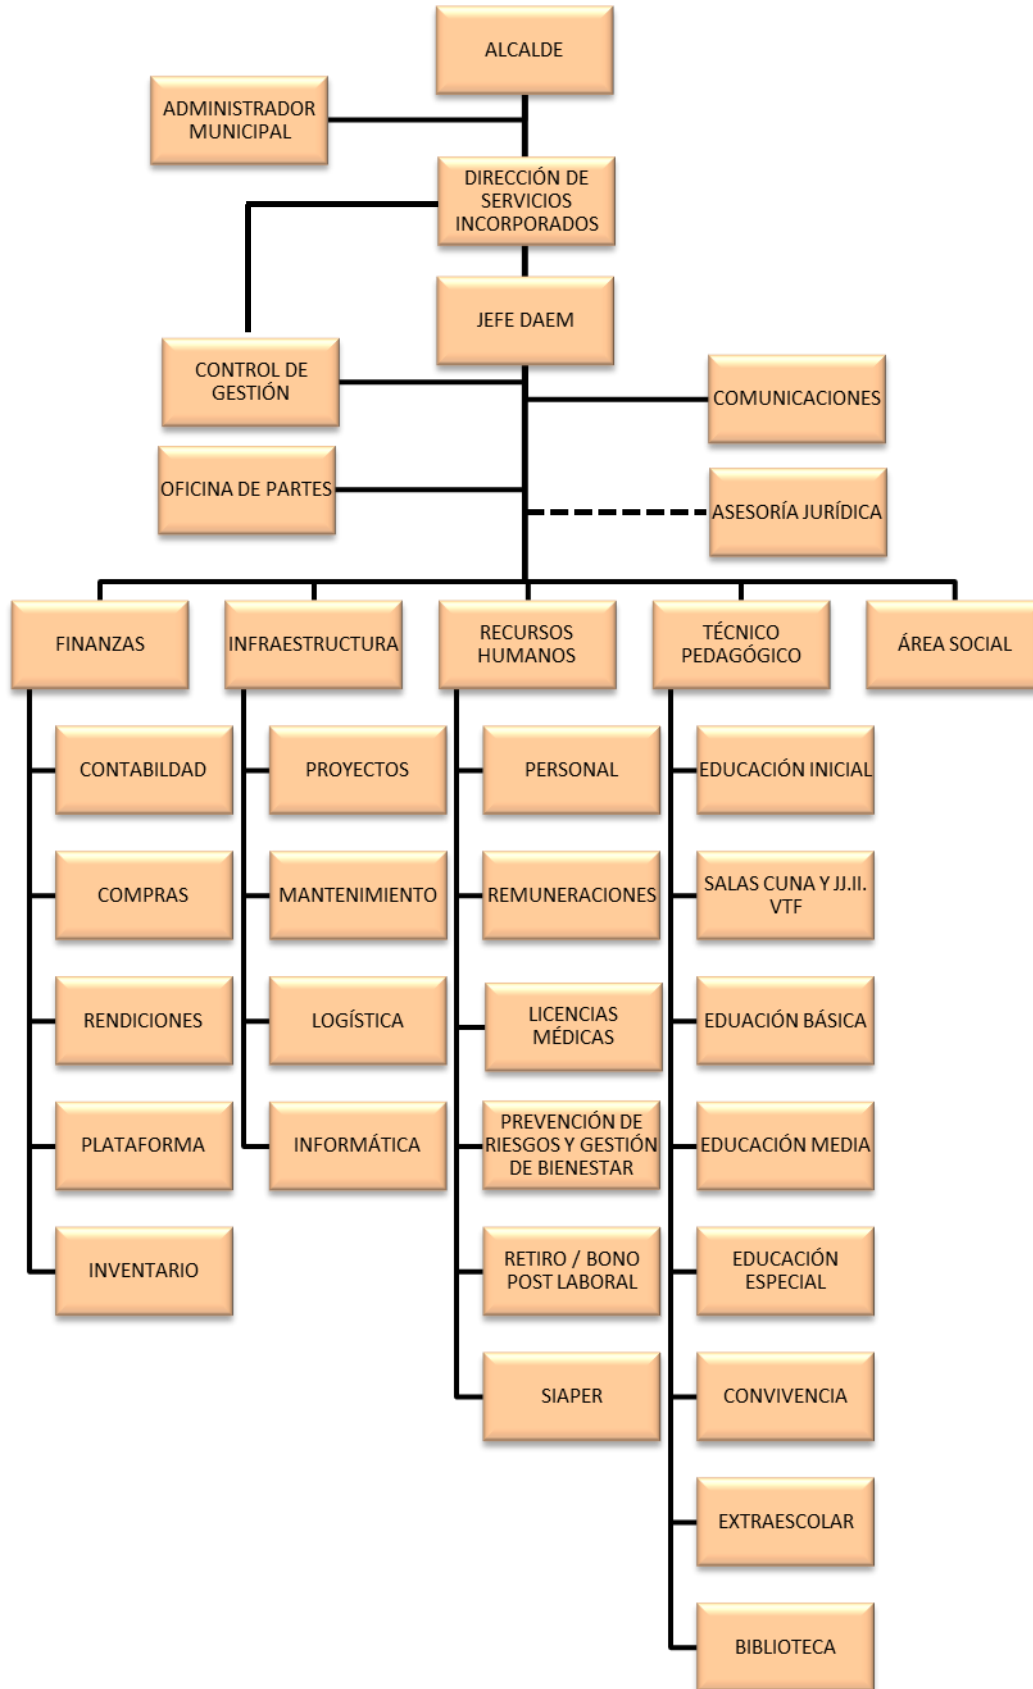 ALCALDE
ADMINISTRADOR
MUNICIPAL
DIRECCIÓN DE
SERVICIOS
INCORPORADOS
JEFE DAEM
CONTROL DE
GESTIÓN
COMUNICACIONES
OFICINA DE PARTES
ASESORÍA JURÍDICA
FINANZAS
INFRAESTRUCTURA
RECURSOS
HUMANOS
TÉCNICO
PEDAGÓGICO
ÁREA SOCIAL
CONTABILDAD
COMPRAS
RENDICIONES
PLATAFORMA
INVENTARIO
PROYECTOS
MANTENIMIENTO
LOGÍSTICA
INFORMÁTICA
PERSONAL
REMUNERACIONES
LICENCIAS
MÉDICAS
PREVENCIÓN DE
RIESGOS Y GESTIÓN
DE BIENESTAR
RETIRO / BONO
POST LABORAL
SIAPER
EDUCACIÓN INICIAL
SALAS CUNA Y JJ.II.
VTF
EDUACIÓN BÁSICA
EDUCACIÓN MEDIA
EDUCACIÓN
ESPECIAL
CONVIVENCIA
EXTRAESCOLAR
BIBLIOTECA